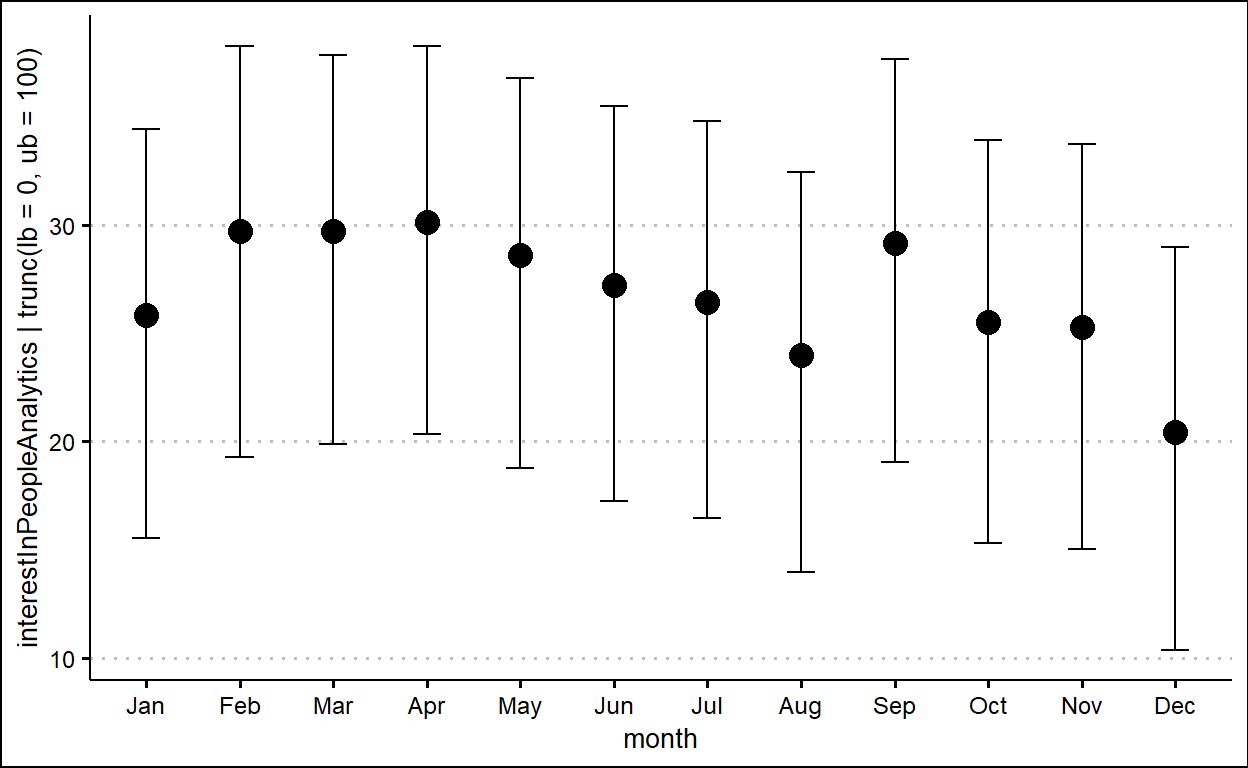 interestInPeopleAnalytics | trunc(lb = 0, ub = 100)
30
20
10
Jan Feb Mar Apr May Jun Jul Aug Sep Oct Nov Dec
month